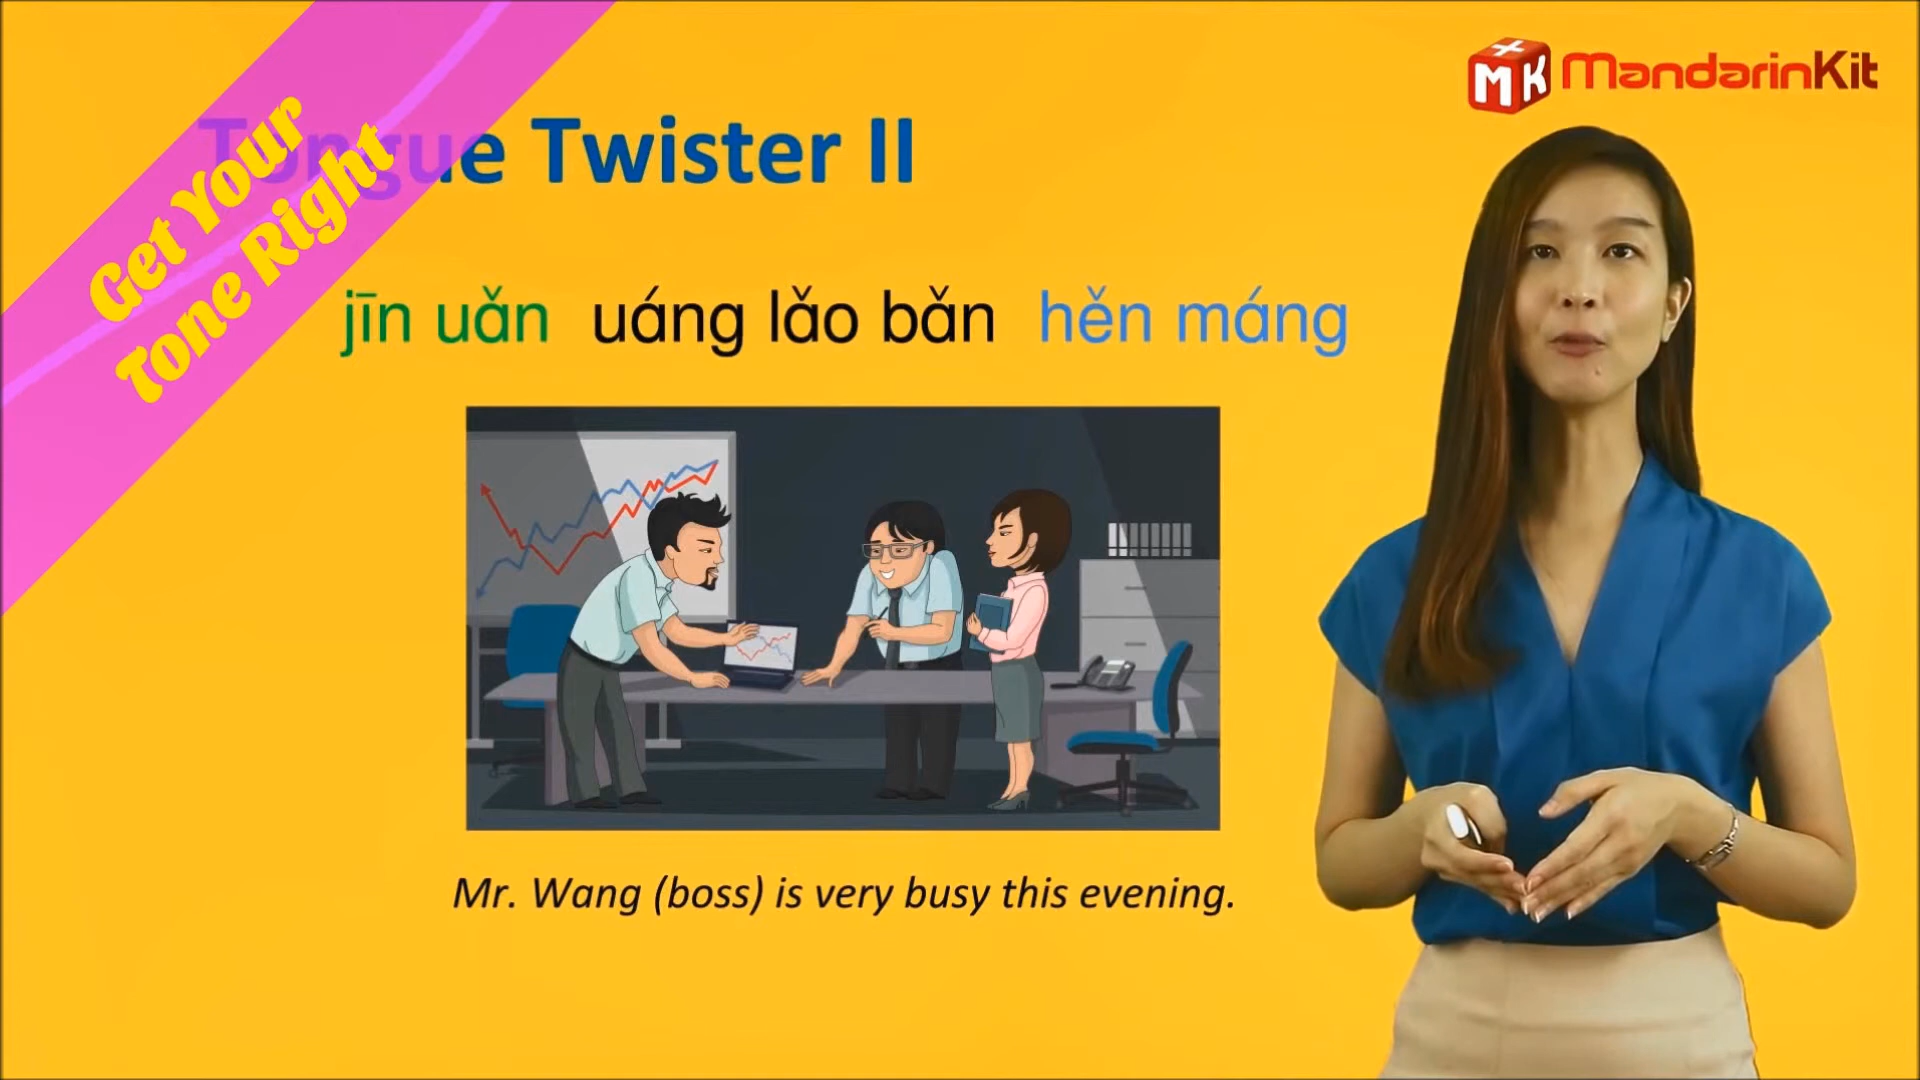 MK MandarinKit
Get Your
Tone Right
Tongue Twister II
jīn uǎn uáng lǎo bǎn hěn máng
Mr. Wang (boss) is very busy this evening.